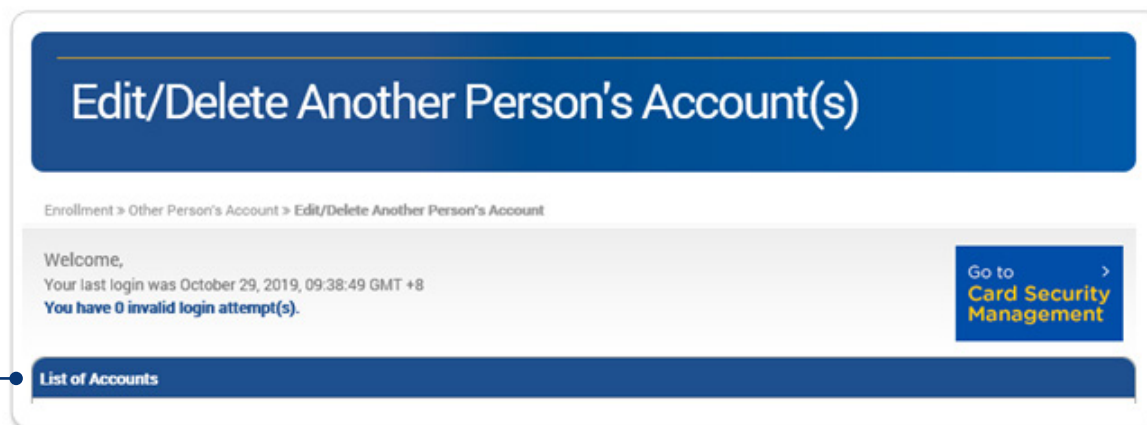 Edit/Delete Another Person's Account(s)
Enrollment » Other Person's Account » Edit/Delete Another Person's Account
Welcome,
Your last login was October 29, 2019, 09:38:49 GMT +8
You have 0 invalid login attempt(s).
Go to >
Card Security
Management
List of Accounts